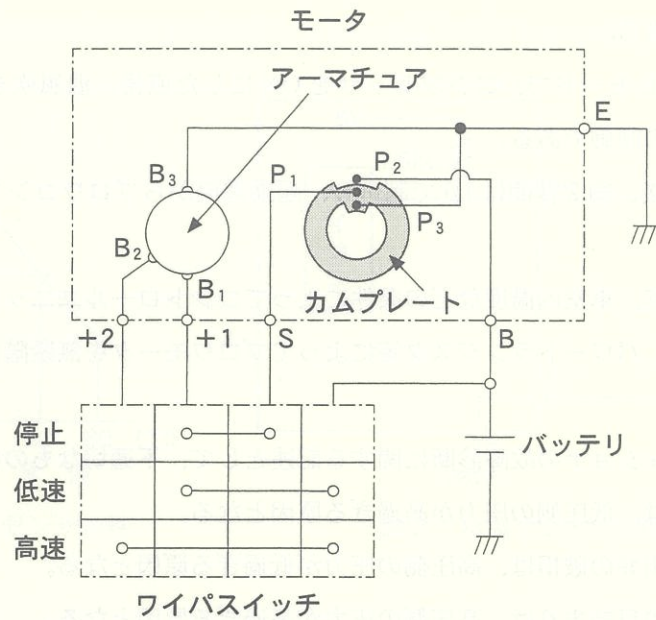 モータ
アーマチュア
E
B3
P1
P2
B2
P3
B1
カムプレート
+2
+1
S
B
停止
低速
高速
バッテリ
ワイパスイッチ